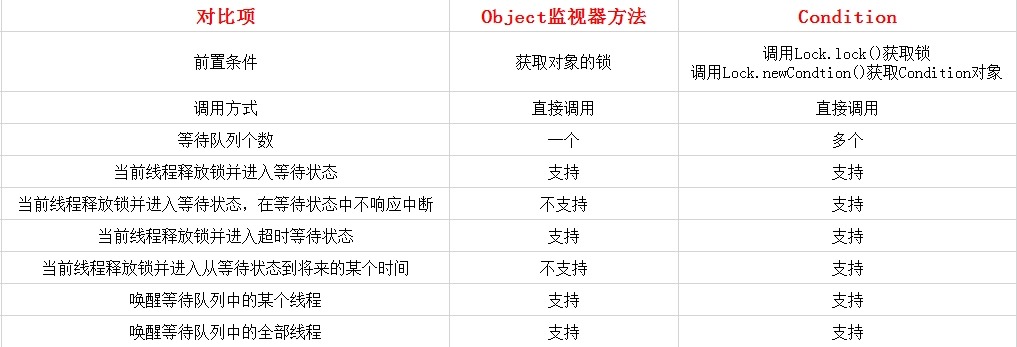 对比项 Object监视器方法 Condition
前置条件 获取对象的锁 调用Lock.lock()获取锁
调用Lock.newCondtion()获取Condition对象
调用方式 直接调用 直接调用
等待队列个数 一个 多个
当前线程释放锁并进入等待状态 支持 支持
当前线程释放锁并进入等待状态，在等待状态中不响应中断 不支持 支持
当前线程释放锁并进入超时等待状态 支持 支持
当前线程释放锁并进入从等待状态到将来的某个时间 不支持 支持
唤醒等待队列中的某个线程 支持 支持
唤醒等待队列中的全部线程 支持 支持